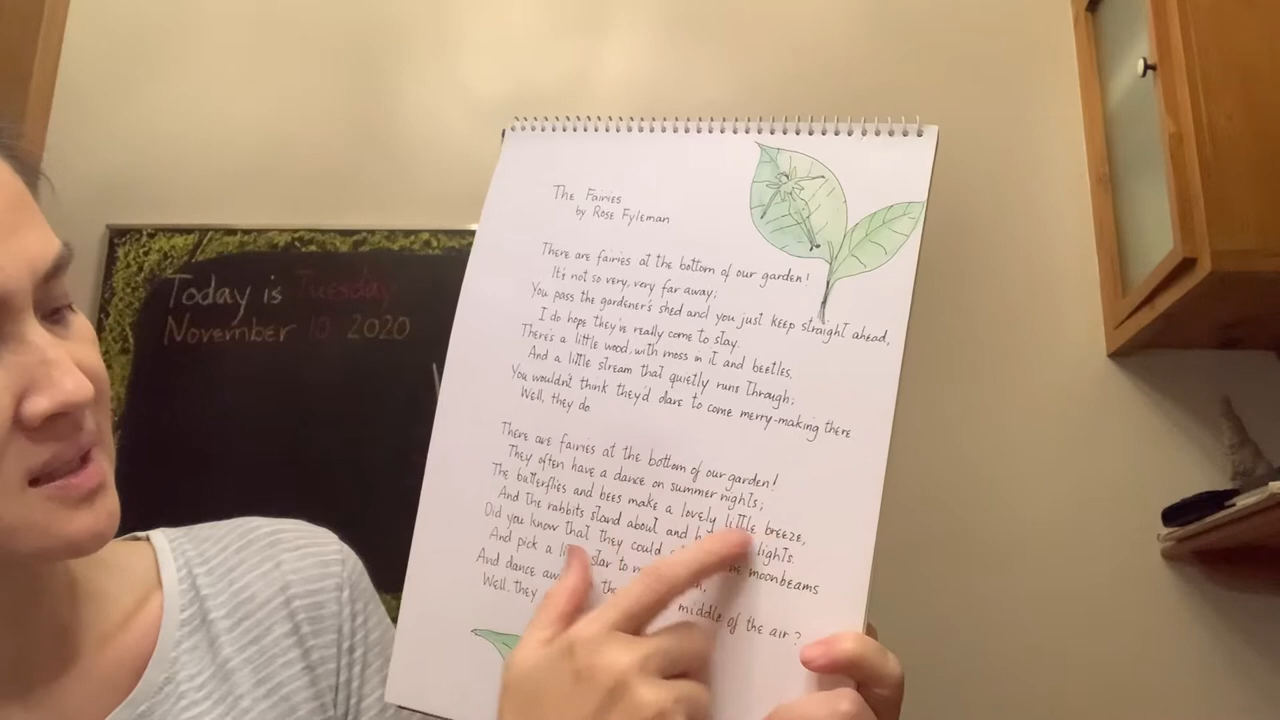 Today is Tuesday
November 10 2020
The Fairies
by Rose Fyleman
There are fairies at the bottom of our garden!
It's not so very, very far away;
You pass the gardener's shed and you just keep straight ahead,
I do hope they've really come to stay.
There's a little wood, with moss in it and beetles,
And a little stream that quietly runs through;
You wouldn't think they'd dare to come merry-making there
Well, they do.
There are fairies at the bottom of our garden!
They often have a dance on summer nights;
The butterflies and bees make a lovely little breeze,
And the rabbits stand about and lights.
Did you know that they could moonbeams
And pick a star to
And dance middle of the air?
Well, they